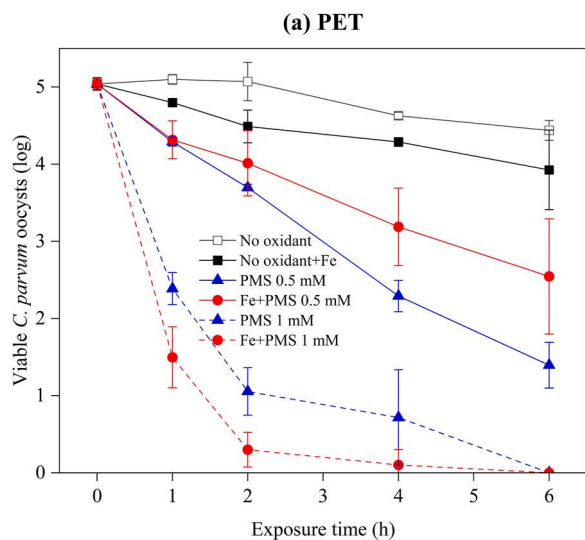 (a) PET
Viable C. parvum oocysts (log)
5
4
3
2
1
0
No oxidant
No oxidant+Fe
PMS 0.5 mM
Fe+PMS 0.5 mM
PMS 1 mM
Fe+PMS 1 mM
0 1 2 3 4 5 6
Exposure time (h)